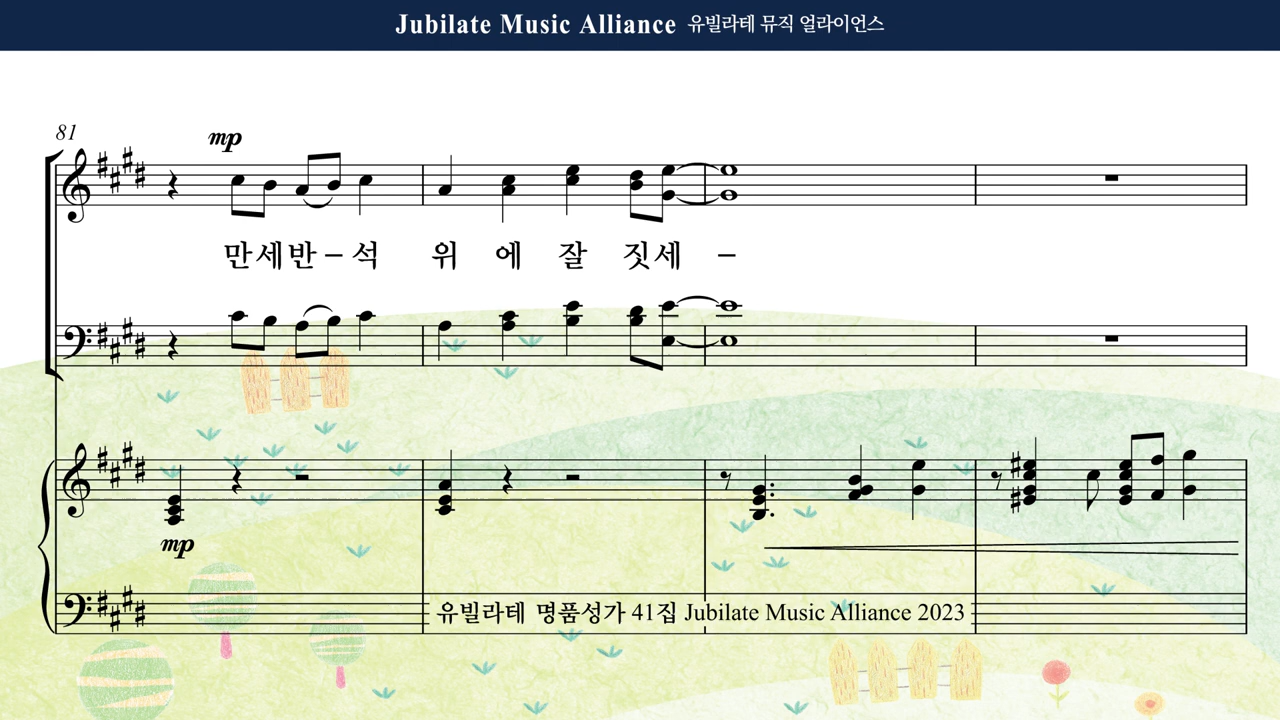 Jubilate Music Alliance 유빌라테 뮤직 얼라이언스
81
mp
만세반–석 위 에 잘 짓세 –
mp
유빌라테 명품성가 41집 Jubilate Music Alliance 2023